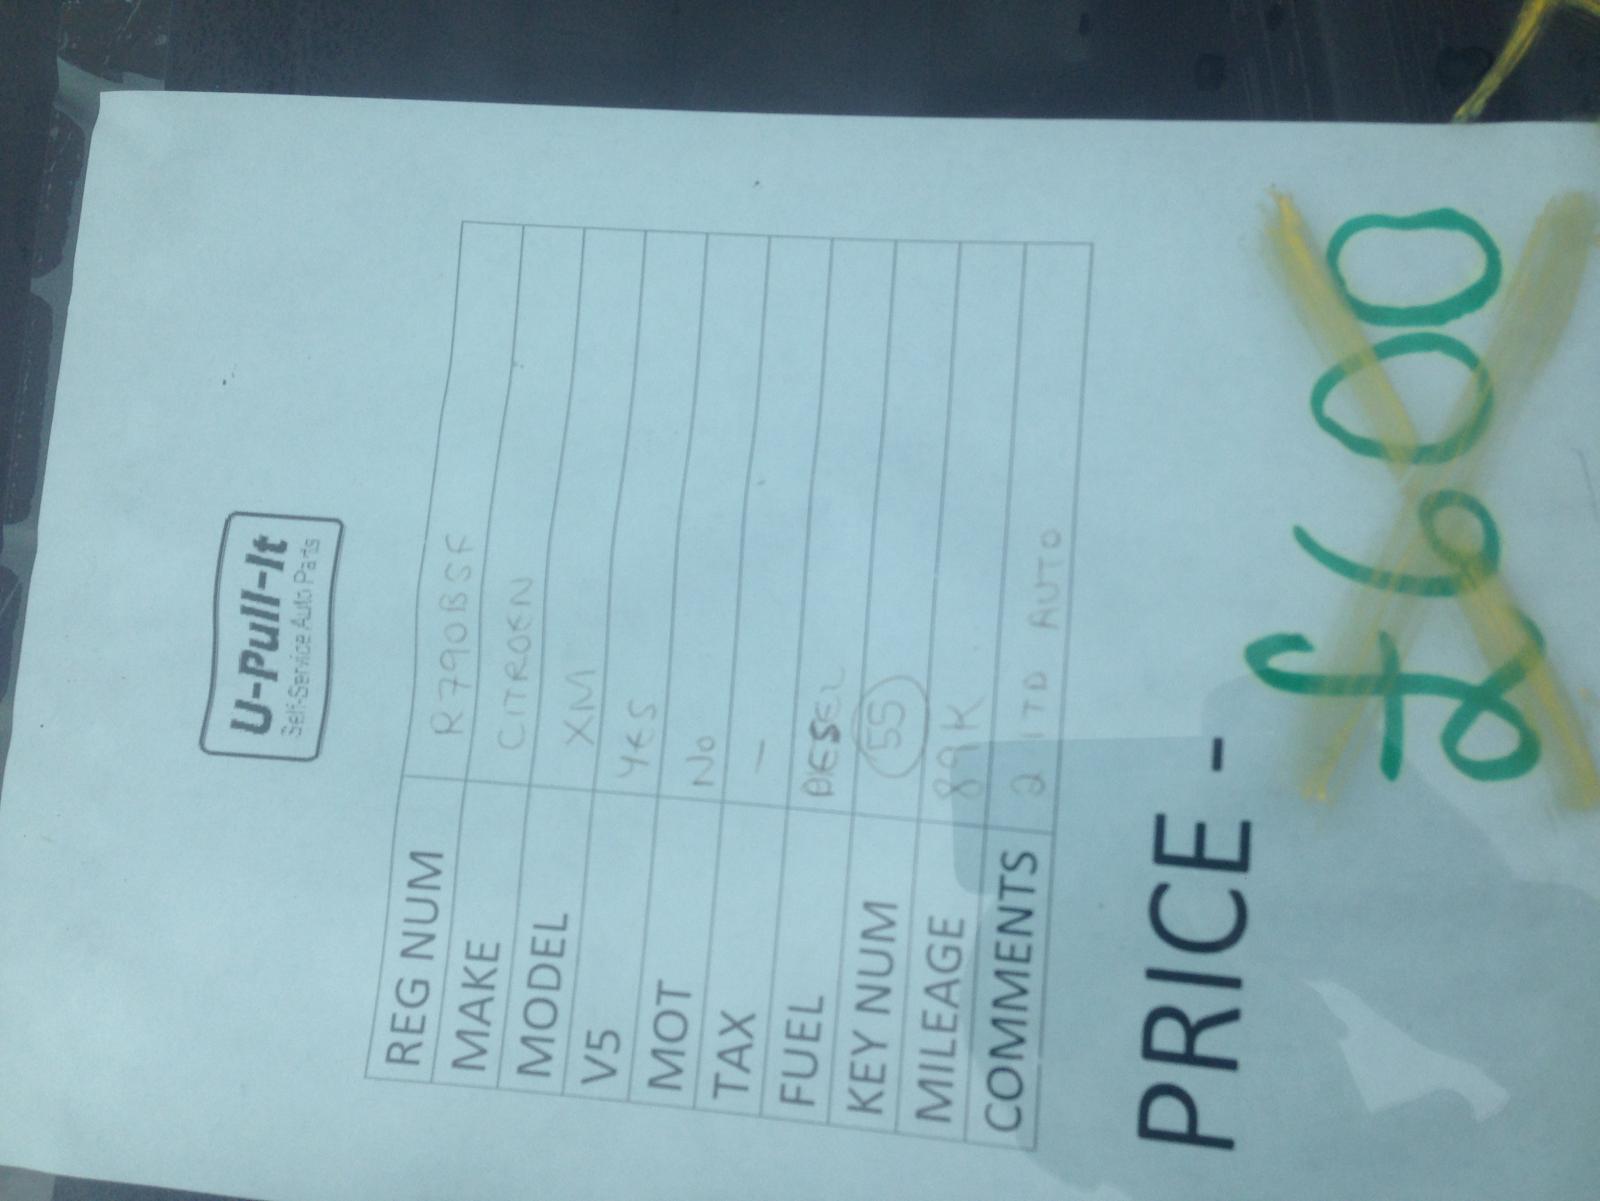 U-Pull-It
Self-Service Auto Parts
REG NUM R790BSF
MAKE CITROEN
MODEL XM
V5 YES
MOT No
TAX -
FUEL DIESEL
KEY NUM 55
MILEAGE 89K
COMMENTS 2 1TD AUTO
PRICE - £600